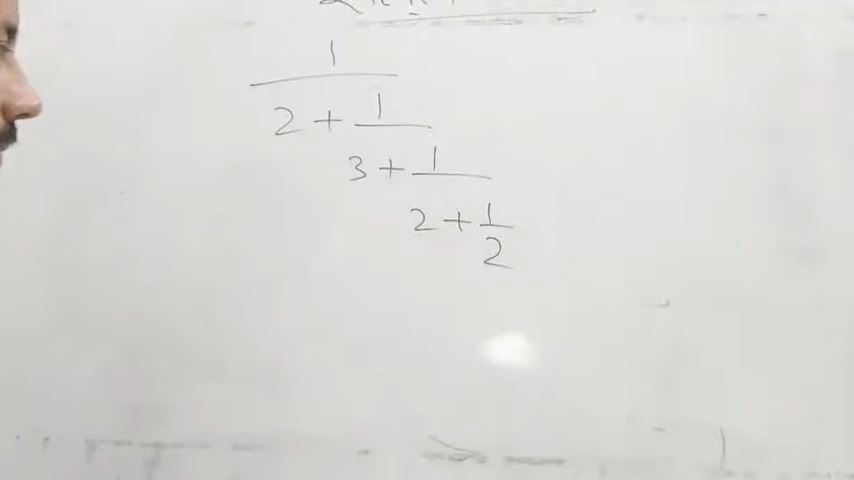 1
2 + 1
3 + 1
2 + 1
2